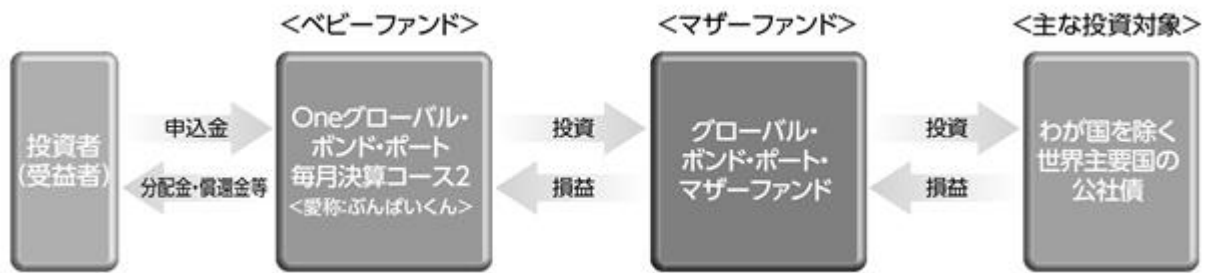 <ベビーファンド>
<マザーファンド>
<主な投資対象>
投資者
(受益者)
申込金
分配金・償還金等
Oneグローバル・
ボンド・ポート
毎月決算コース2
<愛称:ぶんぱいくん>
投資
損益
グローバル・
ボンド・ポート・
マザーファンド
投資
損益
わが国を除く
世界主要国の
公社債